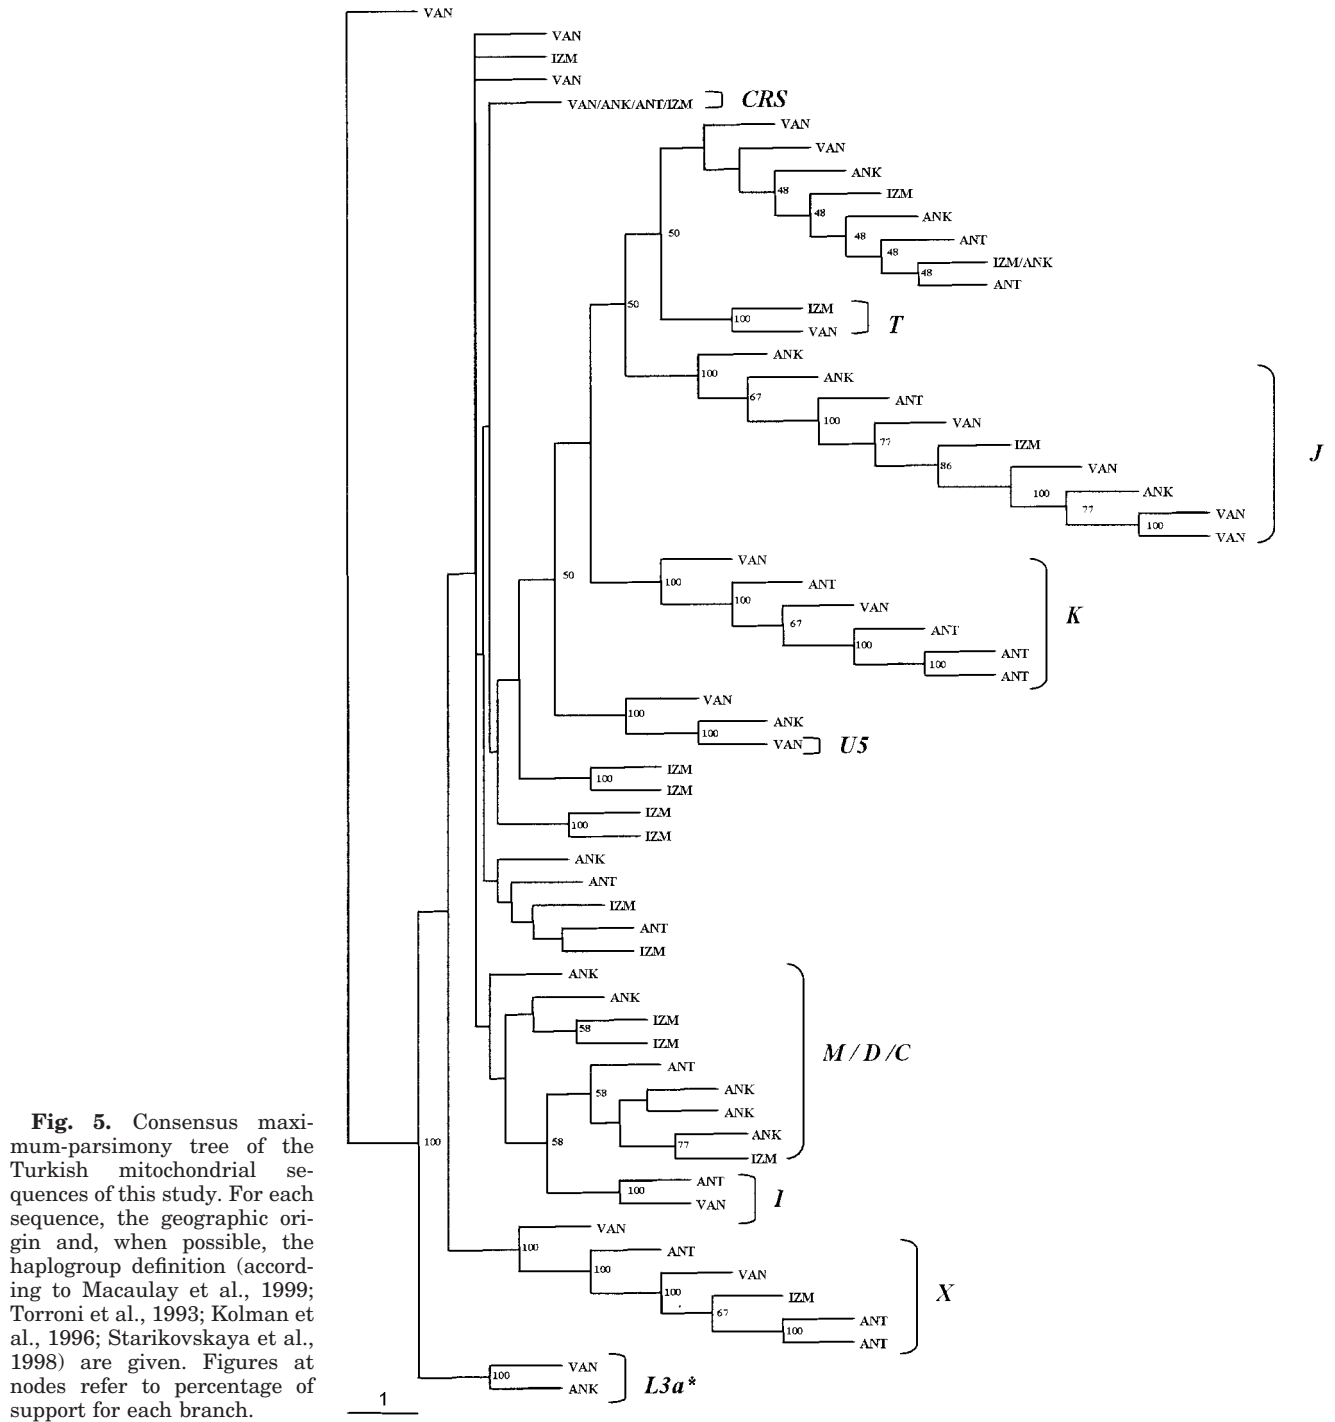 VAN
VAN
IZM
VAN
VAN/ANK/ANT/IZM CRS
VAN
VAN
ANK
48 IZM
48 ANK
50 48 ANT
48 IZM/ANK
48 ANT
50 IZM
100 T
VAN
ANK
100 ANK
67 ANT
100 VAN
77 IZM
J
86 VAN
100 ANK
77 VAN
100
VAN
VAN
50 100 ANT
100 VAN
K
67 ANT
100 ANT
100
ANT
VAN
100 ANK
100
VAN U5
IZM
100
IZM
IZM
100
IZM
ANK
ANT
IZM
ANT
IZM
ANK
ANK
IZM
58
IZM
M / D /C
ANT
58 ANK
ANK
ANK
100 58 77
IZM
ANT
100 I
VAN
VAN
100 ANT
100 VAN
100 IZM
X
67 ANT
100
ANT
VAN
100
ANK L3a*
1
Fig. 5. Consensus maxi-
mum-parsimony tree of the
Turkish mitochondrial se-
quences of this study. For each
sequence, the geographic ori-
gin and, when possible, the
haplogroup definition (accord-
ing to Macaulay et al., 1999;
Torroni et al., 1993; Kolman et
al., 1996; Starikovskaya et al.,
1998) are given. Figures at
nodes refer to percentage of
support for each branch.